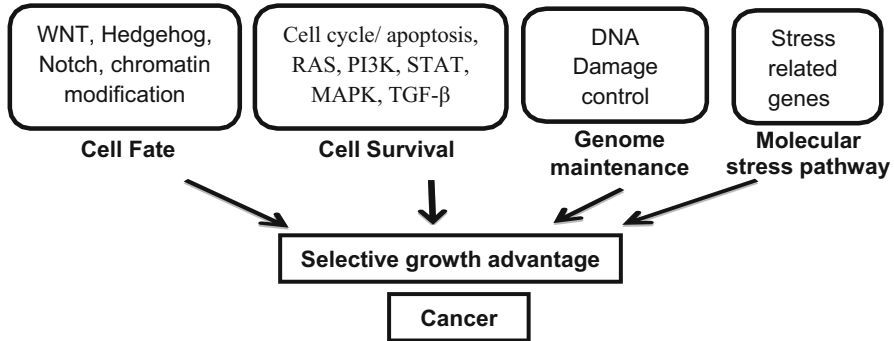 WNT, Hedgehog,
Notch, chromatin
modification
Cell Fate
Cell cycle/ apoptosis,
RAS, PI3K, STAT,
MAPK, TGF-β
Cell Survival
DNA
Damage
control
Genome
maintenance
Stress
related
genes
Molecular
stress pathway
Selective growth advantage
Cancer